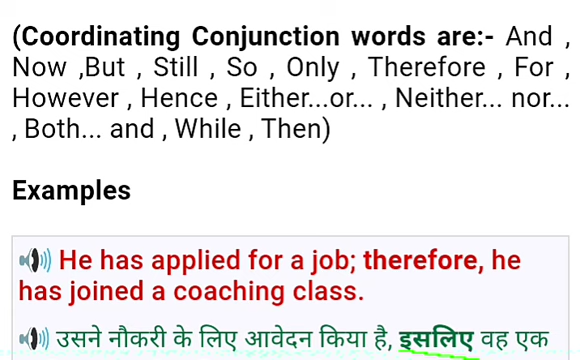 (Coordinating Conjunction words are:- And ,
Now ,But , Still , So , Only , Therefore , For ,
However , Hence , Either...or... , Neither... nor...
, Both... and , While , Then)
Examples
He has applied for a job; therefore, he
has joined a coaching class.
उसने नौकरी के लिए आवेदन किया है, इसलिए वह एक